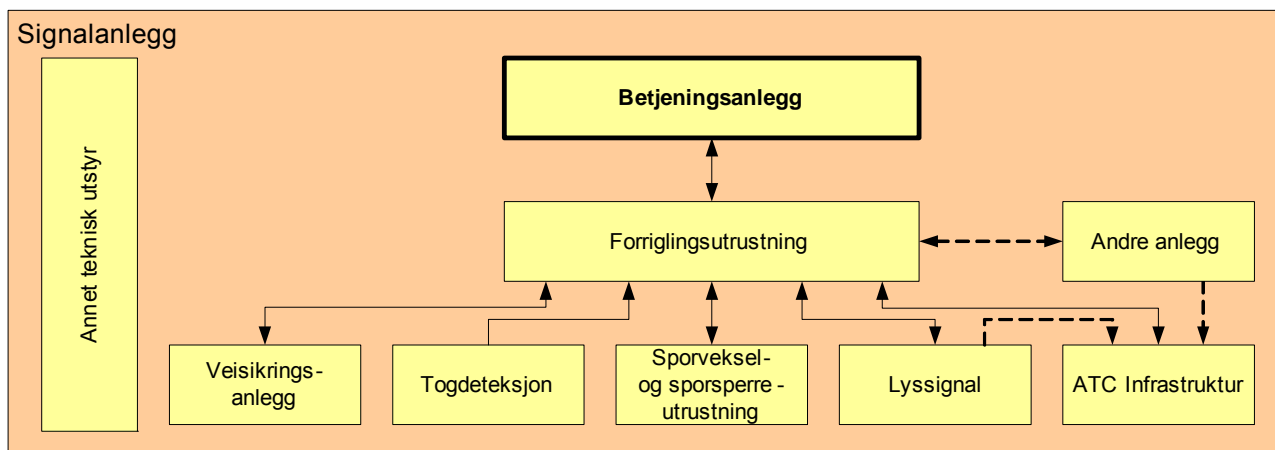 Signalanlegg
Annet teknisk utstyr
Betjeningsanlegg
Forriglingsutrustning
Andre anlegg
Veisikrings-
anlegg
Togdeteksjon
Sporveksel-
og sporsperre -
utrustning
Lyssignal
ATC Infrastruktur